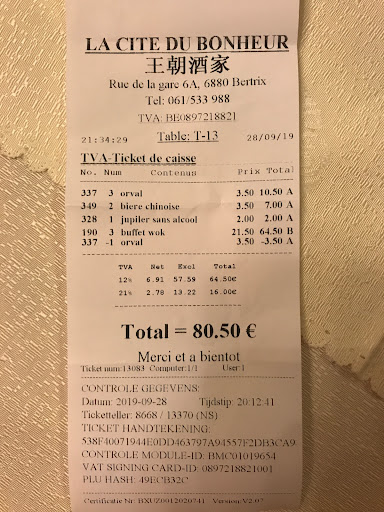 LA CITE DU BONHEUR
王朝酒家
Rue de la gare 6A, 6880 Bertrix
Tel: 061/533 988
TVA: BE0897218821
21:34:29 Table: T-13 28/09/19
TVA-Ticket de caisse
No. Num Contenus Prix Total
337 3 orval 3.50 10.50 A
349 2 biere chinoise 3.50 7.00 A
328 1 jupiler sans alcool 2.00 2.00 A
190 3 buffet wok 21.50 64.50 B
337 -1 orval 3.50 -3.50 A
TVA Net Excl Total
12% 6.91 57.59 64.50€
21% 2.78 13.22 16.00€
Total = 80.50 €
Merci et a bientot
Ticket num:13083 Computer:1/1 User:1
CONTROLE GEGEVENS:
Datum: 2019-09-28 Tijdstip: 20:12:41
Ticketteller: 8668 / 13370 (NS)
TICKET HANDTEKENING:
538F40071944E0DD463797A94557F2DB3CA9
CONTROLE MODULE-ID: BMC01019654
VAT SIGNING CARD-ID: 0897218821001
PLU HASH: 49ECB32C
Certificatie Nr: BXUZ0012020741 Version:V2.07